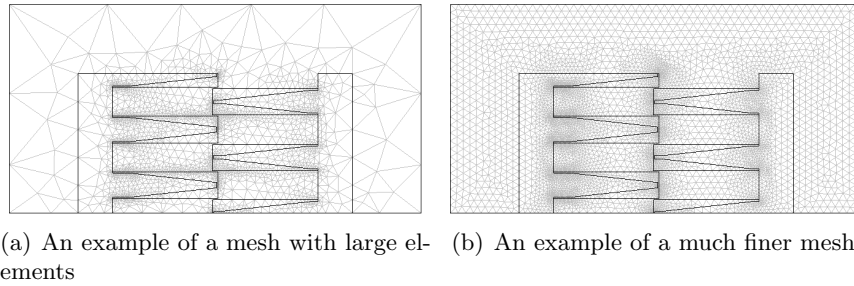 (a) An example of a mesh with large el-
ements
(b) An example of a much finer mesh